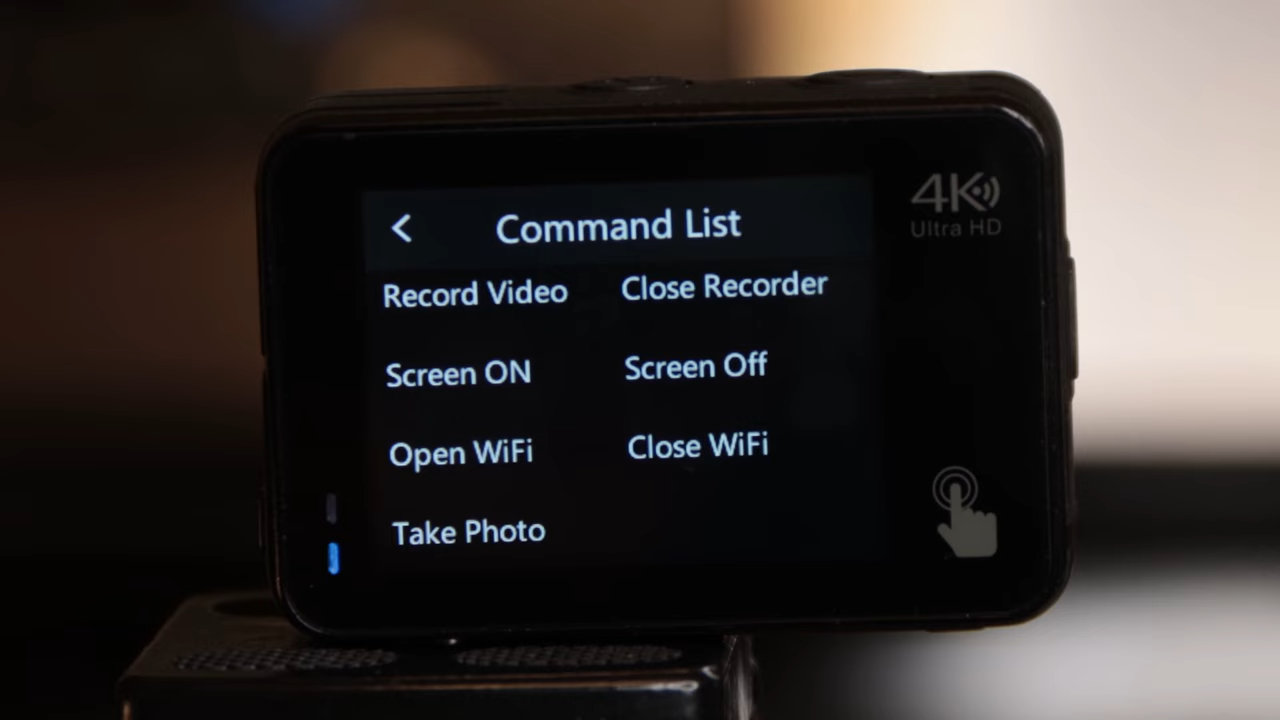 Command List
Record Video Close Recorder
Screen ON Screen Off
Open WiFi Close WiFi
Take Photo
4K
Ultra HD